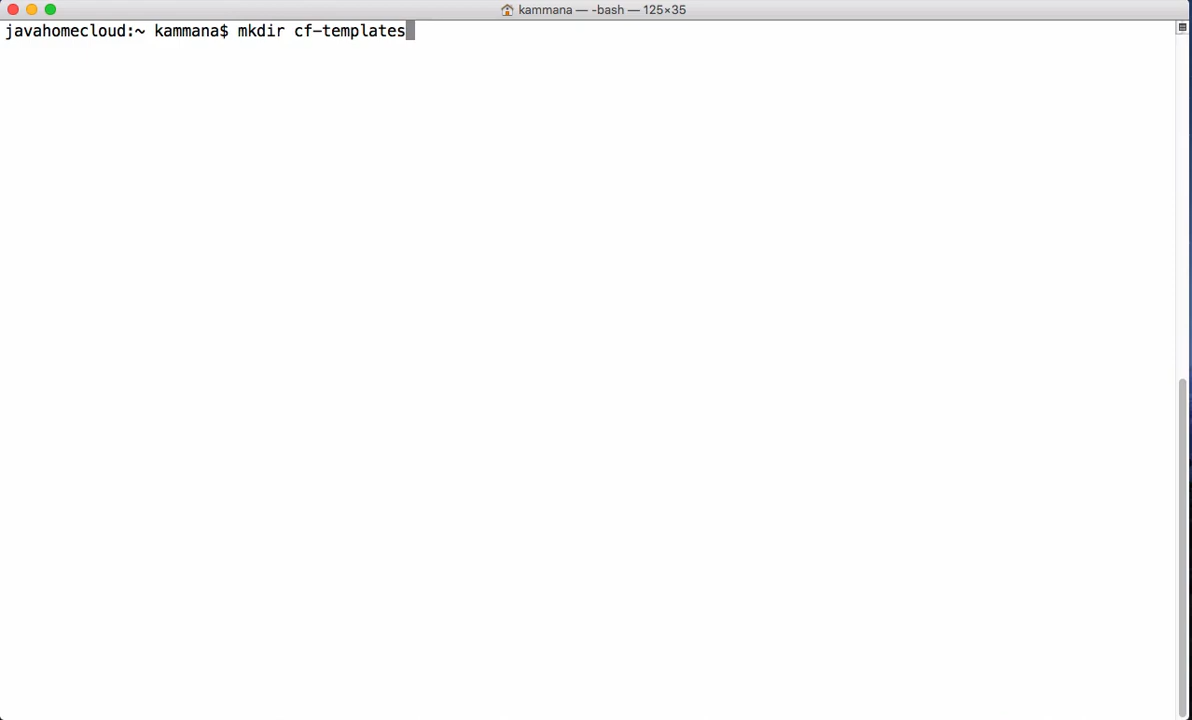 kammana — -bash — 125×35
javahomecloud:~ kammana$ mkdir cf-templates